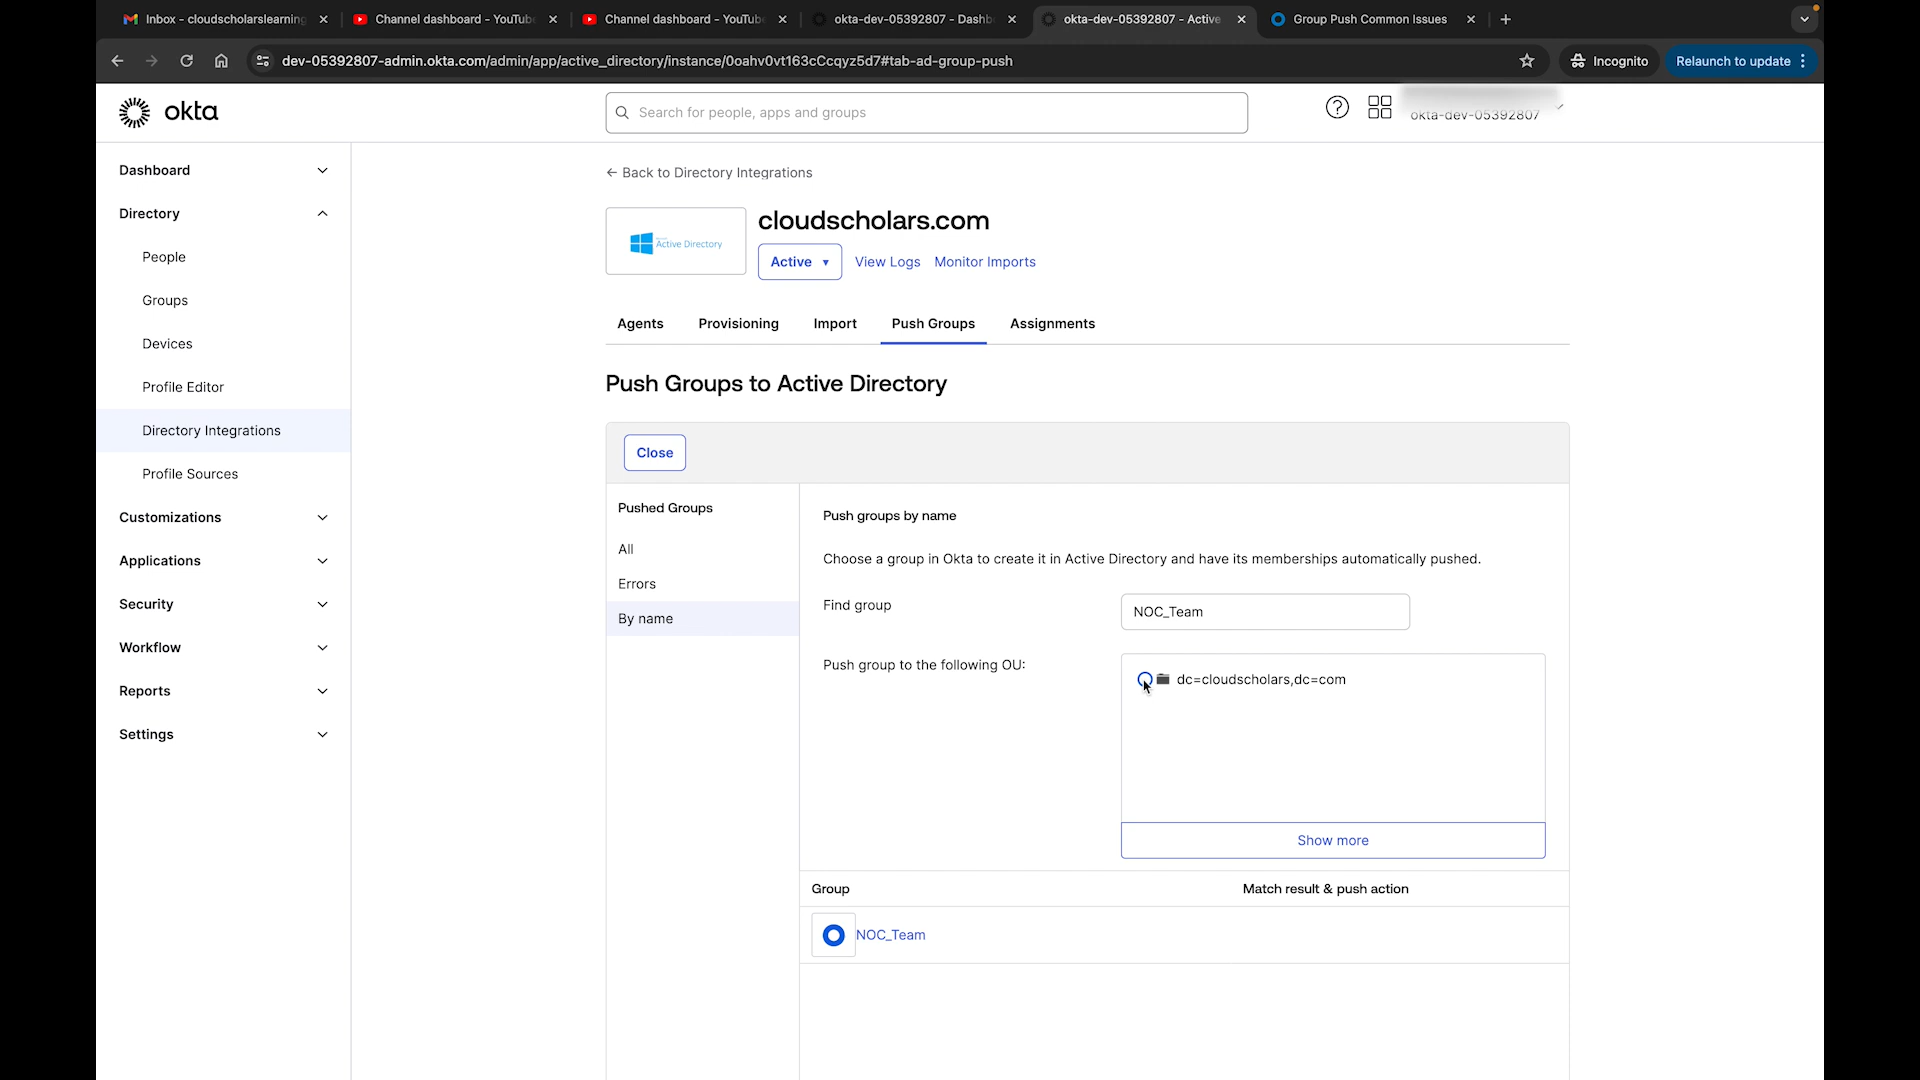 Inbox - cloudscholarslearning
Channel dashboard - YouTube
Channel dashboard - YouTube
okta-dev-05392807 - Dashb
okta-dev-05392807 - Active
Group Push Common Issues
dev-05392807-admin.okta.com/admin/app/active_directory/instance/0oahv0vt163cCcqyz5d7#tab-ad-group-push
Incognito
Relaunch to update
okta
Search for people, apps and groups
okta-dev-05392807
Dashboard
Directory
People
Groups
Devices
Profile Editor
Directory Integrations
Profile Sources
Customizations
Applications
Security
Workflow
Reports
Settings
← Back to Directory Integrations
Active Directory
cloudscholars.com
Active
View Logs
Monitor Imports
Agents
Provisioning
Import
Push Groups
Assignments
Push Groups to Active Directory
Close
Pushed Groups
All
Errors
By name
Push groups by name
Choose a group in Okta to create it in Active Directory and have its memberships automatically pushed.
Find group
NOC_Team
Push group to the following OU:
dc=cloudscholars,dc=com
Show more
Group
Match result & push action
NOC_Team